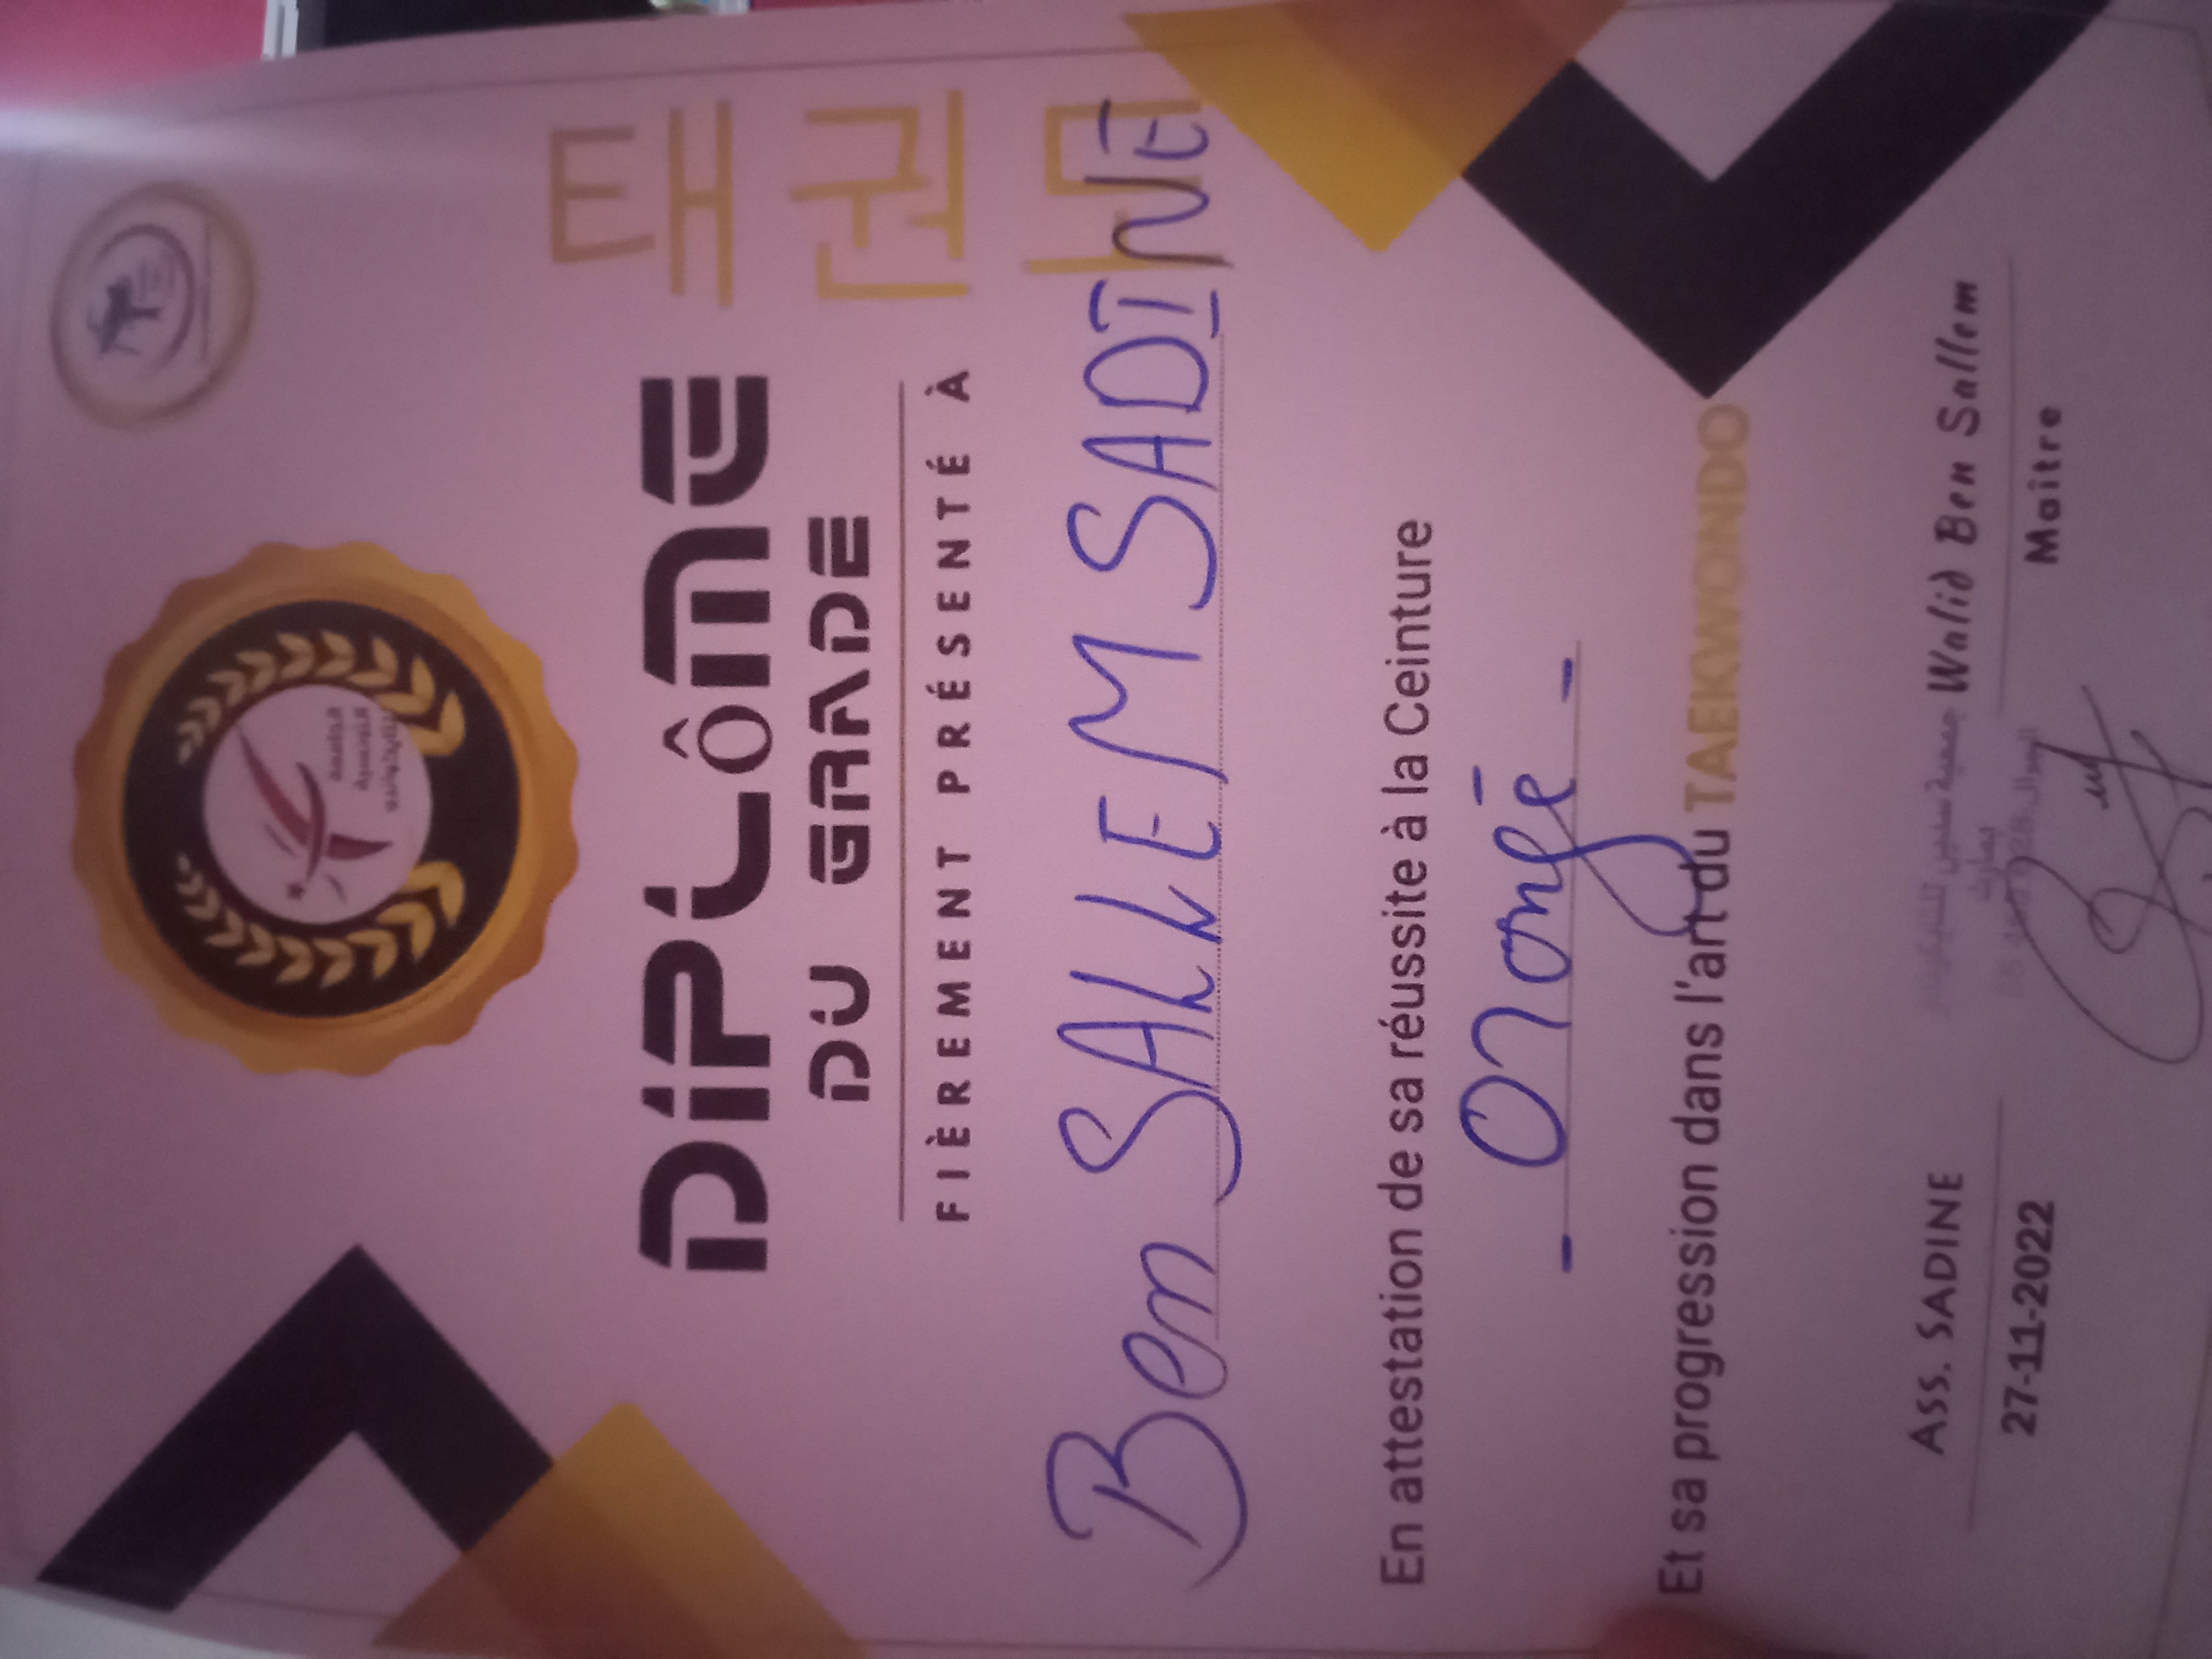 태권도
DIPLÔME
DU GRADE
FIÈREMENT PRÉSENTÉ À
Ben SALLEM SADINE
En attestation de sa réussite à la Ceinture
- orongé -
Et sa progression dans l'art du TAEKWONDO
ASS. SADINE
27-11-2022
Walid Ben Sallem
Maître